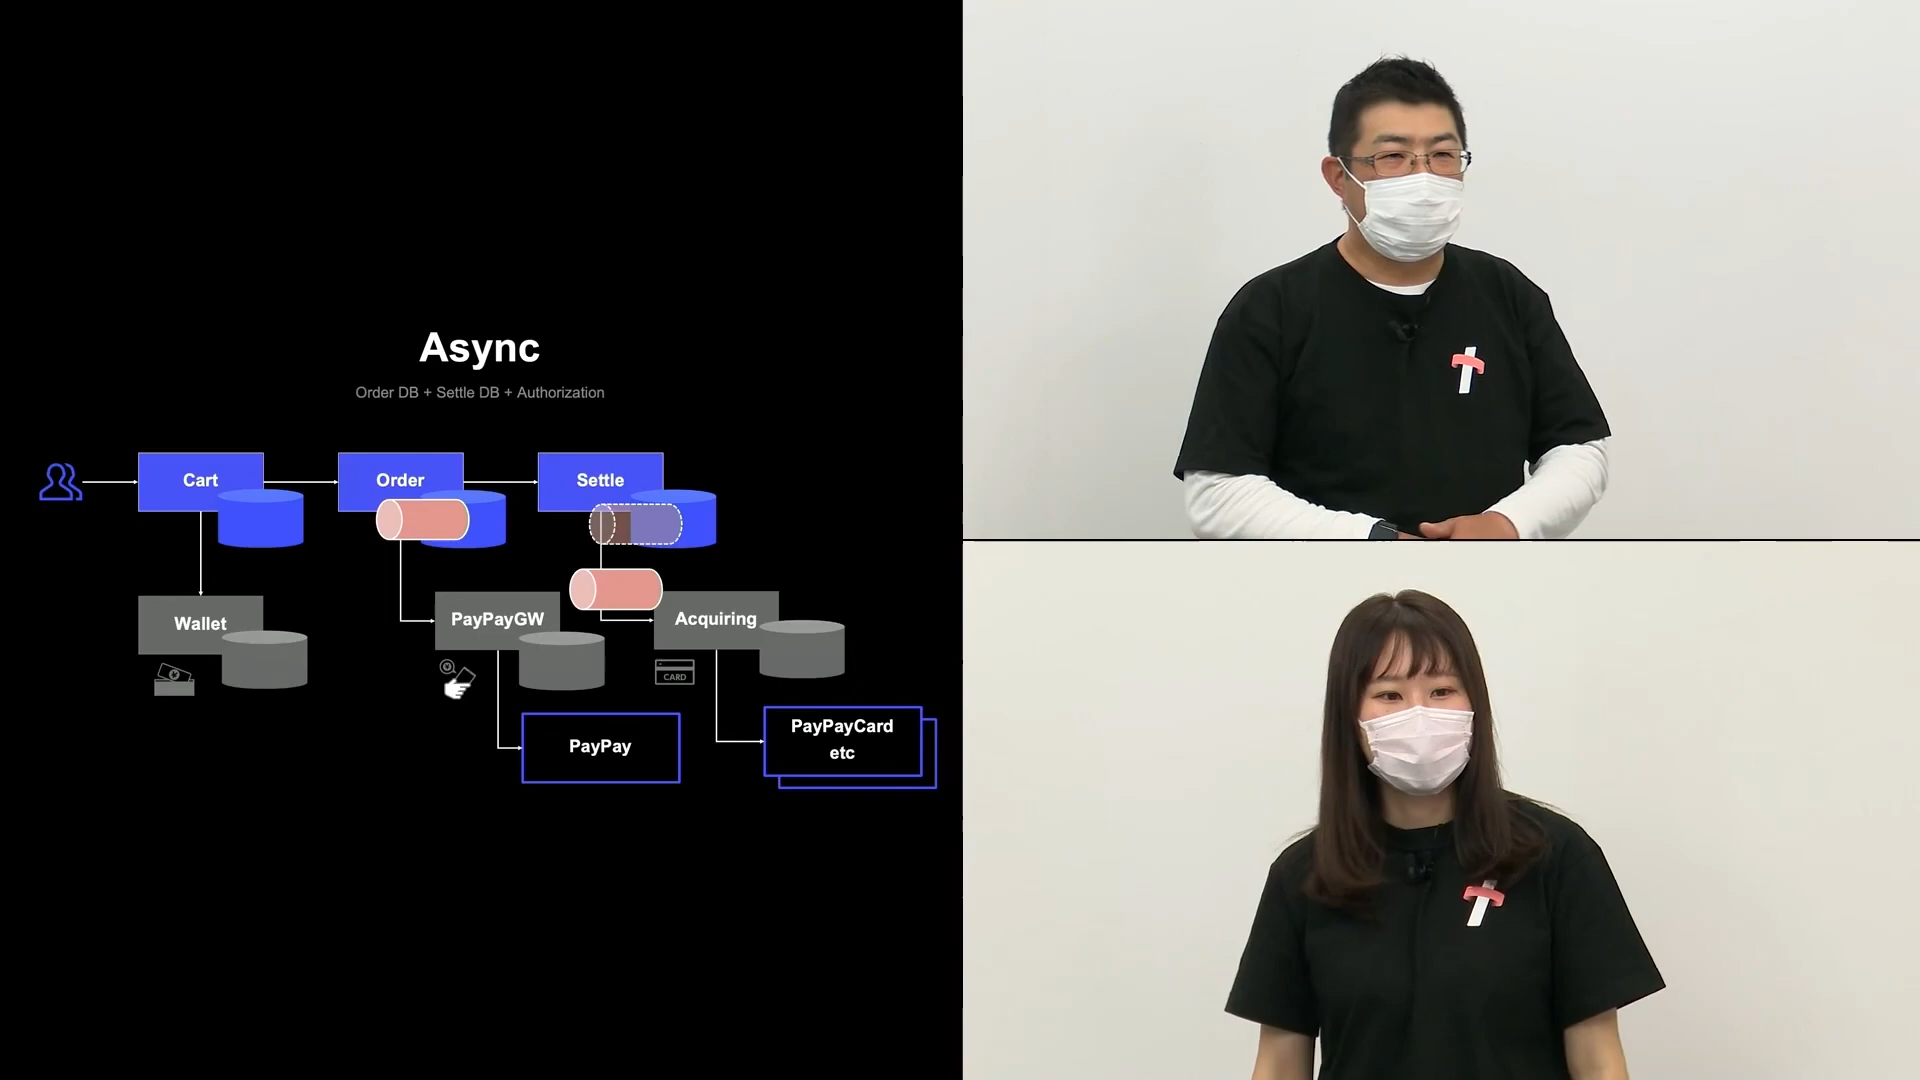 Async
Order DB + Settle DB + Authorization
Cart
Order
Settle
Wallet
PayPayGW
Acquiring
CARD
PayPay
PayPayCard
etc